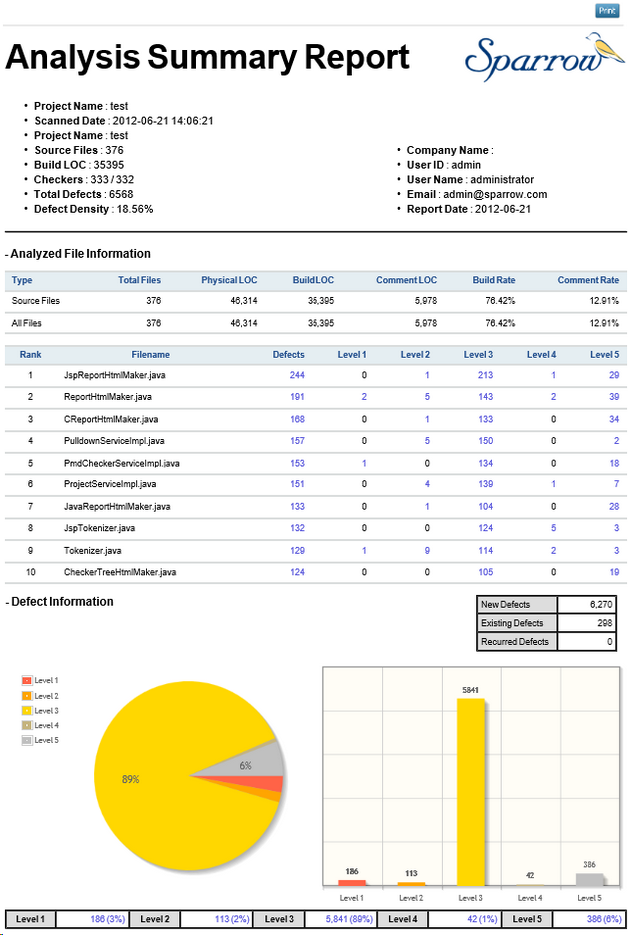 Print
Analysis Summary Report
Sparrow
• Project Name : test
• Scanned Date : 2012-06-21 14:06:21
• Project Name : test
• Source Files : 376
• Build LOC : 35395
• Checkers : 333 / 332
• Total Defects : 6568
• Defect Density : 18.56%
• Company Name :
• User ID : admin
• User Name : administrator
• Email : admin@sparrow.com
• Report Date : 2012-06-21
- Analyzed File Information
Type Total Files Physical LOC BuildLOC Comment LOC Build Rate Comment Rate
Source Files 376 46,314 35,395 5,978 76.42% 12.91%
All Files 376 46,314 35,395 5,978 76.42% 12.91%
Rank Filename Defects Level 1 Level 2 Level 3 Level 4 Level 5
1 JspReportHtmlMaker.java 244 0 1 213 1 29
2 ReportHtmlMaker.java 191 2 5 143 2 39
3 CReportHtmlMaker.java 168 0 1 133 0 34
4 PulldownServiceImpl.java 157 0 5 150 0 2
5 PmdCheckerServiceImpl.java 153 1 0 134 0 18
6 ProjectServiceImpl.java 151 0 4 139 1 7
7 JavaReportHtmlMaker.java 133 0 1 104 0 28
8 JspTokenizer.java 132 0 0 124 5 3
9 Tokenizer.java 129 1 9 114 2 3
10 CheckerTreeHtmlMaker.java 124 0 0 105 0 19
- Defect Information
New Defects 6,270
Existing Defects 298
Recurred Defects 0
Level 1
Level 2
Level 3
Level 4
Level 5
89%
6%
5841
186
113
42
386
Level 1 Level 2 Level 3 Level 4 Level 5
Level 1 186 (3%) Level 2 113 (2%) Level 3 5,841 (89%) Level 4 42 (1%) Level 5 386 (6%)